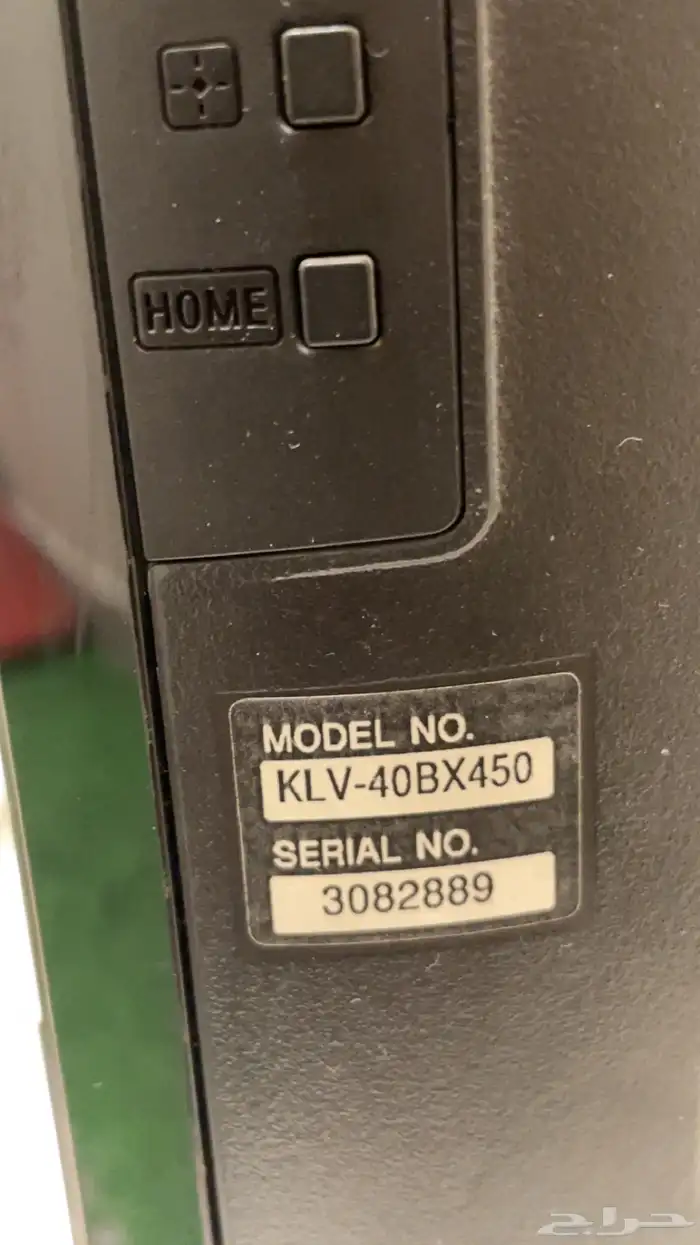 HOME
MODEL NO.
KLV-40BX450
SERIAL NO.
3082889
حراج